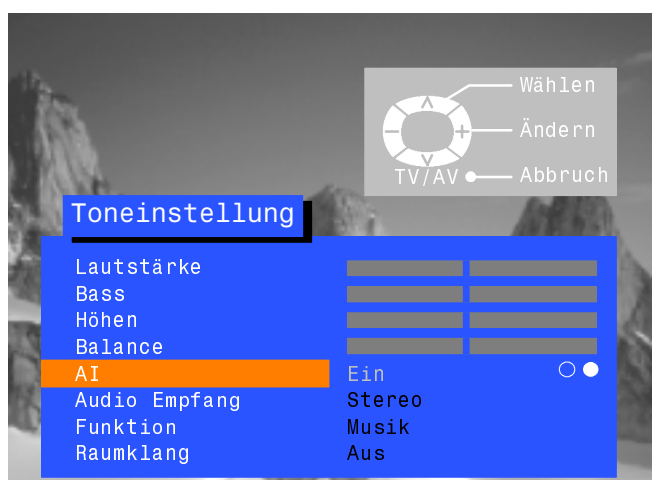 Wählen
Ändern
TV/AV Abbruch
Toneinstellung
Lautstärke
Bass
Höhen
Balance
AI Ein
Audio Empfang Stereo
Funktion Musik
Raumklang Aus